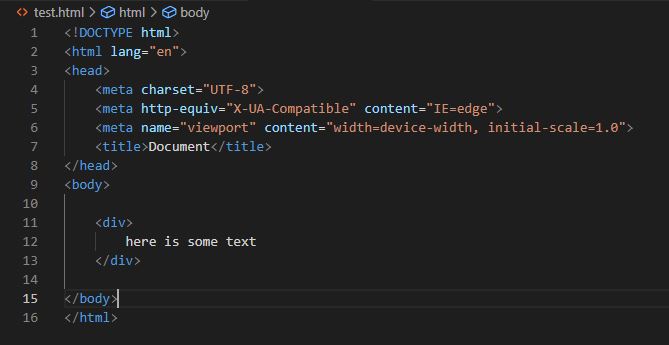 test.html > html > body
1 <!DOCTYPE html>
2 <html lang="en">
3 <head>
4     <meta charset="UTF-8">
5     <meta http-equiv="X-UA-Compatible" content="IE=edge">
6     <meta name="viewport" content="width=device-width, initial-scale=1.0">
7     <title>Document</title>
8 </head>
9 <body>
10
11     <div>
12         here is some text
13     </div>
14
15 </body>
16 </html>